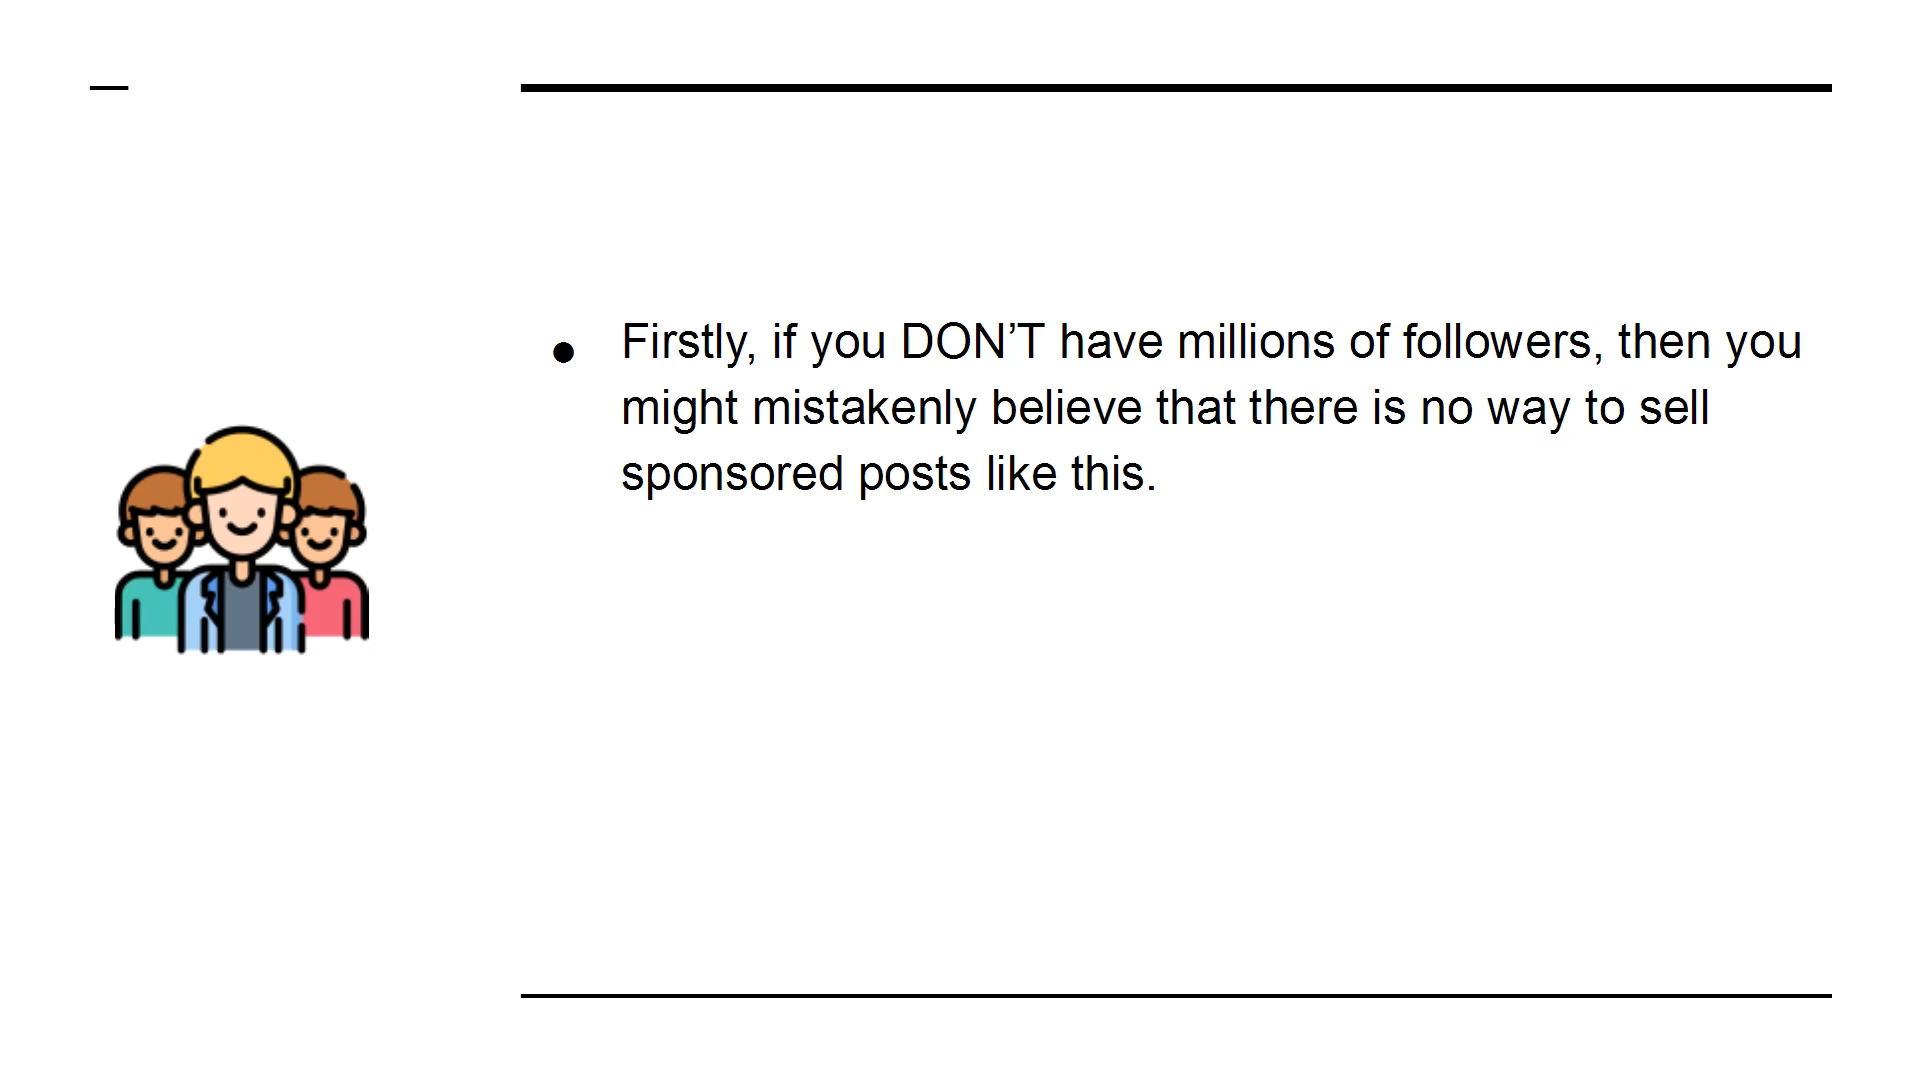 ● Firstly, if you DON’T have millions of followers, then you
might mistakenly believe that there is no way to sell
sponsored posts like this.